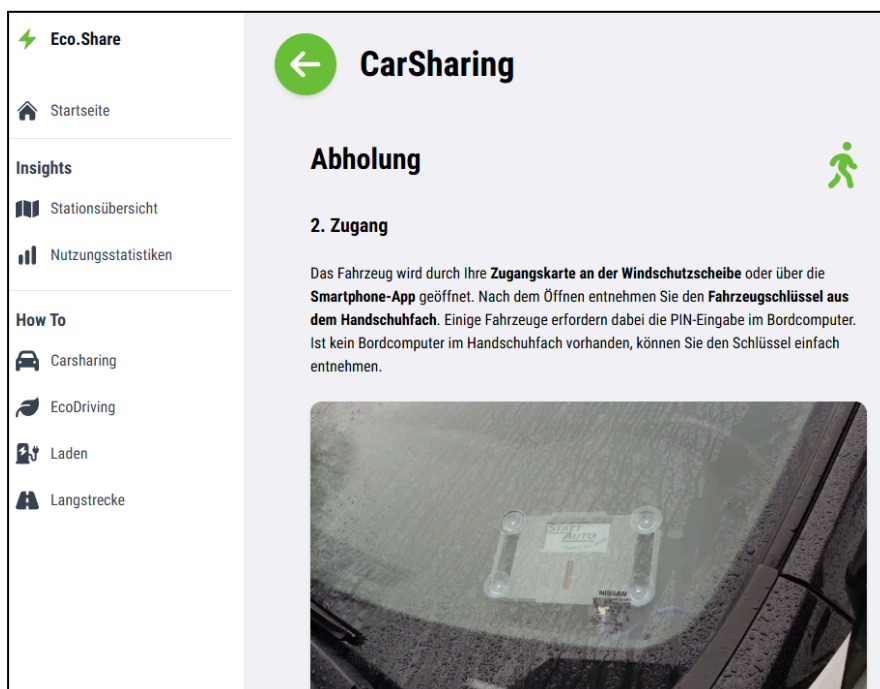 Eco.Share
Startseite
Insights
Stationsübersicht
Nutzungsstatistiken
How To
Carsharing
EcoDriving
Laden
Langstrecke
CarSharing
Abholung
2. Zugang
Das Fahrzeug wird durch Ihre Zugangskarte an der Windschutzscheibe oder über die
Smartphone-App geöffnet. Nach dem Öffnen entnehmen Sie den Fahrzeugschlüssel aus
dem Handschuhfach. Einige Fahrzeuge erfordern dabei die PIN-Eingabe im Bordcomputer.
Ist kein Bordcomputer im Handschuhfach vorhanden, können Sie den Schlüssel einfach
entnehmen.
STATT
AUTO
NISSAN